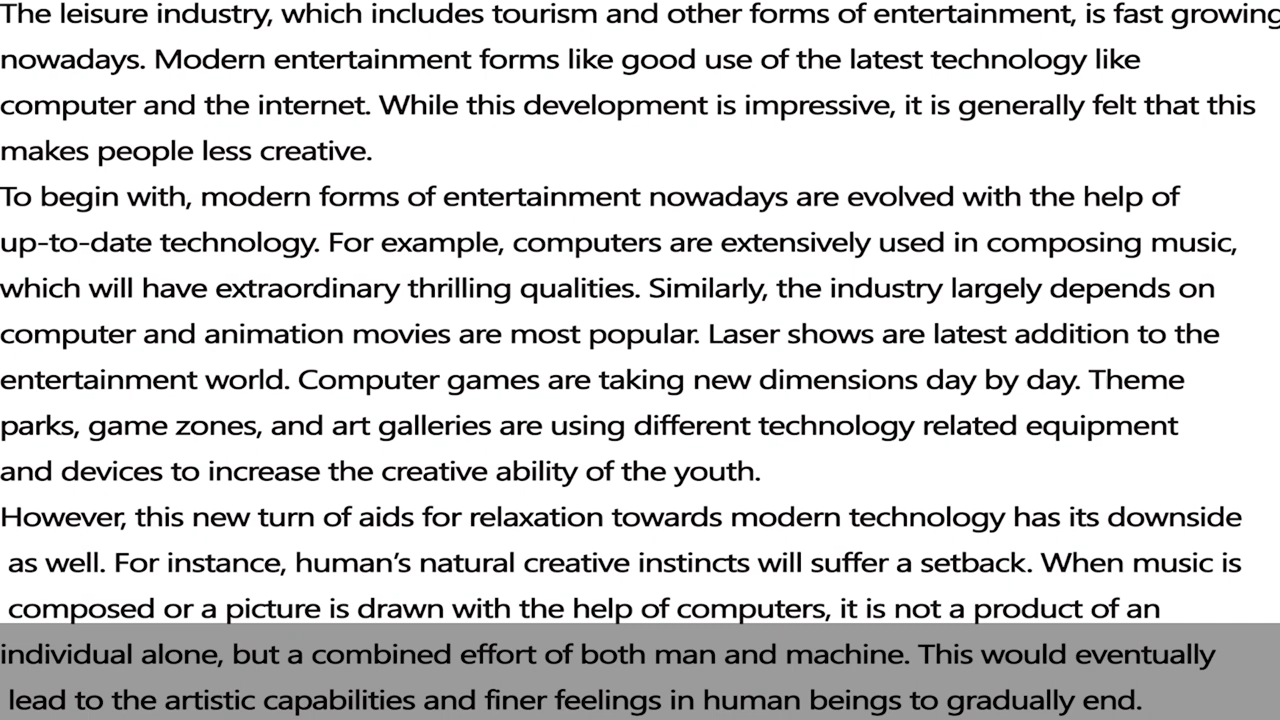 The leisure industry, which includes tourism and other forms of entertainment, is fast growing
nowadays. Modern entertainment forms like good use of the latest technology like
computer and the internet. While this development is impressive, it is generally felt that this
makes people less creative.
To begin with, modern forms of entertainment nowadays are evolved with the help of
up-to-date technology. For example, computers are extensively used in composing music,
which will have extraordinary thrilling qualities. Similarly, the industry largely depends on
computer and animation movies are most popular. Laser shows are latest addition to the
entertainment world. Computer games are taking new dimensions day by day. Theme
parks, game zones, and art galleries are using different technology related equipment
and devices to increase the creative ability of the youth.
However, this new turn of aids for relaxation towards modern technology has its downside
as well. For instance, human’s natural creative instincts will suffer a setback. When music is
composed or a picture is drawn with the help of computers, it is not a product of an
individual alone, but a combined effort of both man and machine. This would eventually
lead to the artistic capabilities and finer feelings in human beings to gradually end.